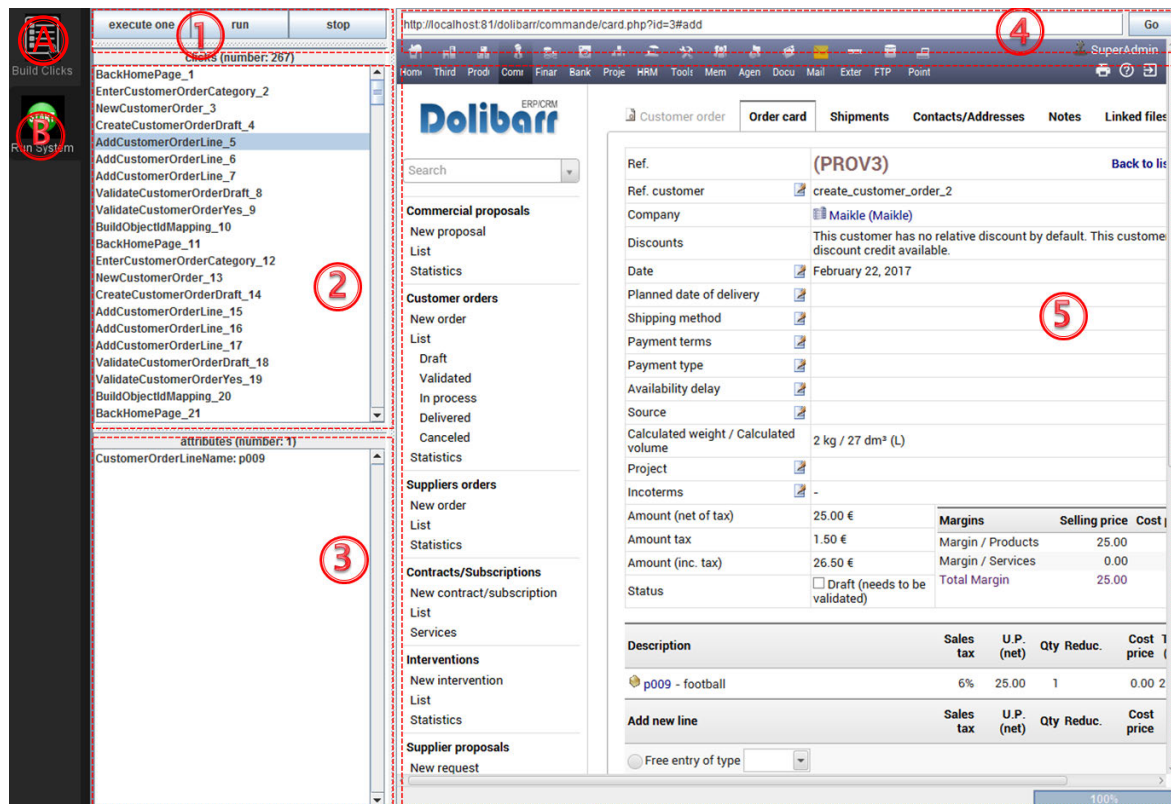 A
Build Clicks
START
B
Run System
execute one
run
stop
1
clicks (number: 267)
BackHomePage_1
EnterCustomerOrderCategory_2
NewCustomerOrder_3
CreateCustomerOrderDraft_4
AddCustomerOrderLine_5
AddCustomerOrderLine_6
AddCustomerOrderLine_7
ValidateCustomerOrderDraft_8
ValidateCustomerOrderYes_9
BuildObjectIdMapping_10
BackHomePage_11
EnterCustomerOrderCategory_12
NewCustomerOrder_13
CreateCustomerOrderDraft_14
AddCustomerOrderLine_15
AddCustomerOrderLine_16
AddCustomerOrderLine_17
ValidateCustomerOrderDraft_18
ValidateCustomerOrderYes_19
BuildObjectIdMapping_20
BackHomePage_21
2
attributes (number: 1)
CustomerOrderLineName: p009
3
http://localhost:81/dolibarr/commande/card.php?id=3#add
Go
4
SuperAdmin
Home Third Prodi Comr Finar Bank Proje HRM Tools Mem Agen Docu Mail Exter FTP Point
Dolibarr ERP/CRM
Search
Commercial proposals
New proposal
List
Statistics
Customer orders
New order
List
Draft
Validated
In process
Delivered
Canceled
Statistics
Suppliers orders
New order
List
Statistics
Contracts/Subscriptions
New contract/subscription
List
Services
Interventions
New intervention
List
Statistics
Supplier proposals
New request
Customer order
Order card
Shipments
Contacts/Addresses
Notes
Linked files
Ref. (PROV3) Back to lis
Ref. customer create_customer_order_2
Company Maikle (Maikle)
Discounts This customer has no relative discount by default. This custome
discount credit available.
Date February 22, 2017
Planned date of delivery
5
Shipping method
Payment terms
Payment type
Availability delay
Source
Calculated weight / Calculated
volume 2 kg / 27 dm³ (L)
Project
Incoterms -
Amount (net of tax) 25.00 €
Amount tax 1.50 €
Amount (inc. tax) 26.50 €
Status Draft (needs to be
validated)
Margins Selling price Cost p
Margin / Products 25.00
Margin / Services 0.00
Total Margin 25.00
Description Sales tax U.P. (net) Qty Reduc. Cost price
p009 - football 6% 25.00 1 0.00 2
Add new line Sales tax U.P. (net) Qty Reduc. Cost price
Free entry of type
100%